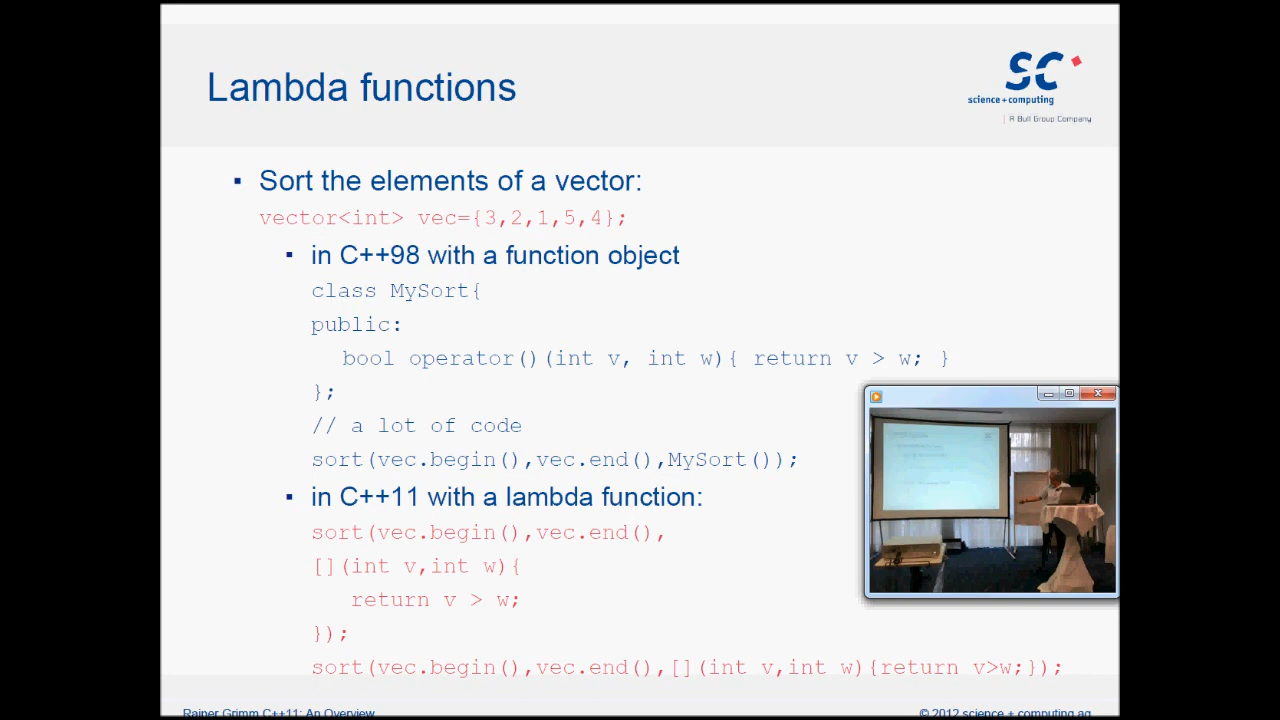 Lambda functions
SC
science + computing
A Bull Group Company
▪ Sort the elements of a vector:
vector<int> vec={3,2,1,5,4};
▪ in C++98 with a function object
class MySort{
public:
bool operator()(int v, int w){ return v > w; }
};
// a lot of code
sort(vec.begin(),vec.end(),MySort());
▪ in C++11 with a lambda function:
sort(vec.begin(),vec.end(),
[](int v,int w){
return v > w;
});
sort(vec.begin(),vec.end(),[](int v,int w){return v>w;});
Rainer Grimm C++11: An Overview
© 2012 science + computing ag